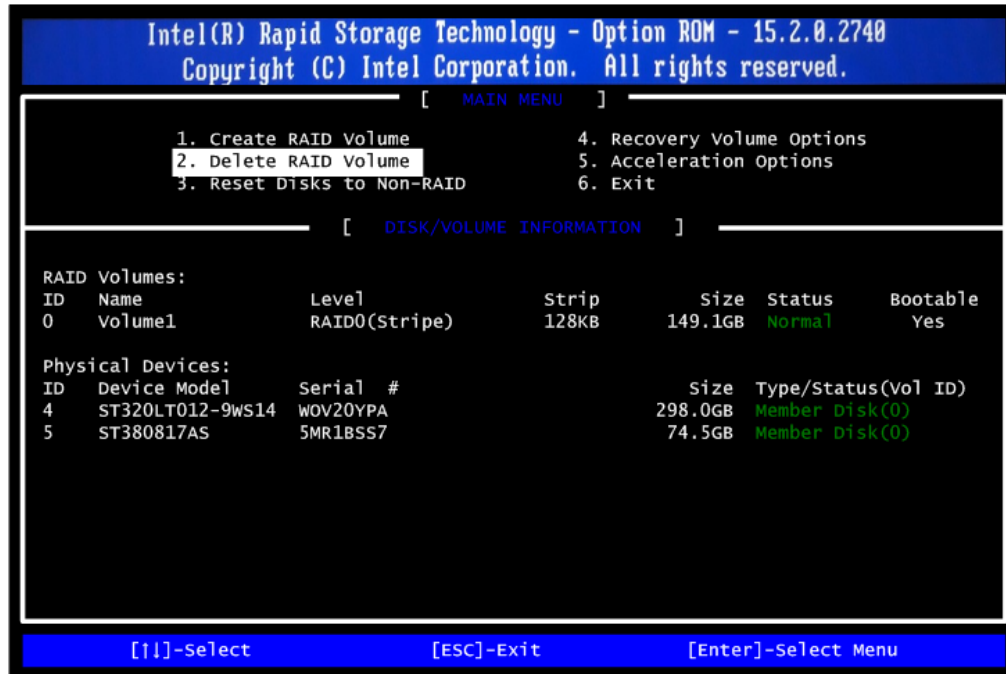 Intel(R) Rapid Storage Technology - Option ROM - 15.2.0.2740
Copyright (C) Intel Corporation. All rights reserved.
[ MAIN MENU ]
1. Create RAID Volume 4. Recovery Volume Options
2. Delete RAID Volume 5. Acceleration Options
3. Reset Disks to Non-RAID 6. Exit
[ DISK/VOLUME INFORMATION ]
RAID Volumes:
ID Name Level Strip Size Status Bootable
0 Volume1 RAID0(Stripe) 128KB 149.1GB Normal Yes
Physical Devices:
ID Device Model Serial # Size Type/Status(Vol ID)
4 ST320LT012-9WS14 W0V20YPA 298.0GB Member Disk(0)
5 ST380817AS 5MR1BSS7 74.5GB Member Disk(0)
[↑↓]-Select [ESC]-Exit [Enter]-Select Menu